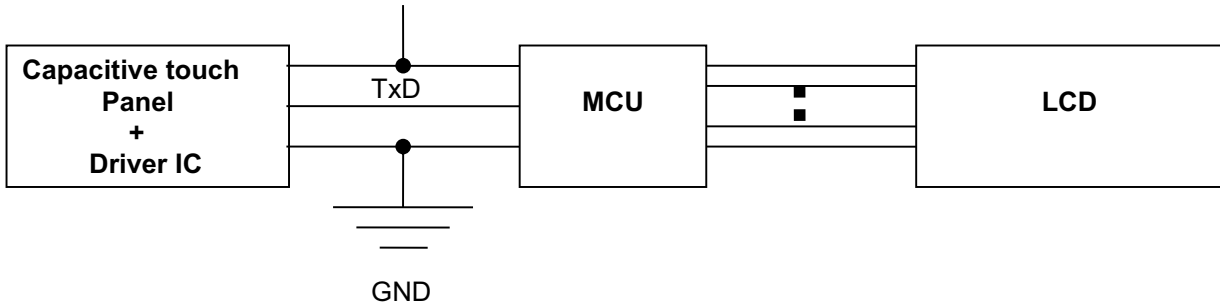 Capacitive touch
Panel
+
Driver IC
TxD
MCU
LCD
GND